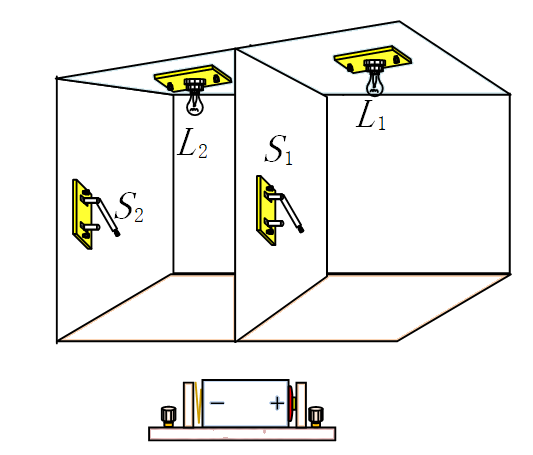 L₁
L₂
S₁
S₂
− +